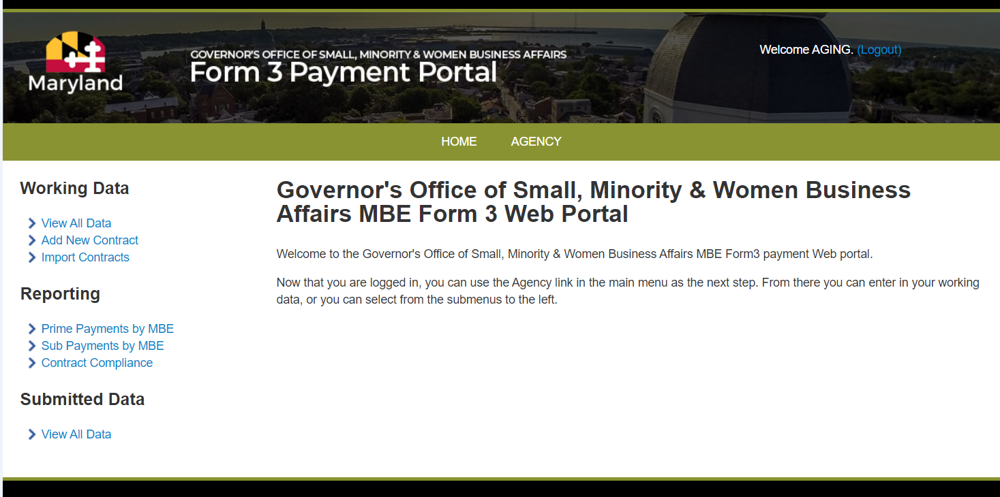 Maryland
GOVERNOR'S OFFICE OF SMALL, MINORITY & WOMEN BUSINESS AFFAIRS
Form 3 Payment Portal
Welcome AGING. (Logout)
HOME AGENCY
Working Data
View All Data
Add New Contract
Import Contracts
Reporting
Prime Payments by MBE
Sub Payments by MBE
Contract Compliance
Submitted Data
View All Data
Governor's Office of Small, Minority & Women Business
Affairs MBE Form 3 Web Portal
Welcome to the Governor's Office of Small, Minority & Women Business Affairs MBE Form3 payment Web portal.
Now that you are logged in, you can use the Agency link in the main menu as the next step. From there you can enter in your working
data, or you can select from the submenus to the left.